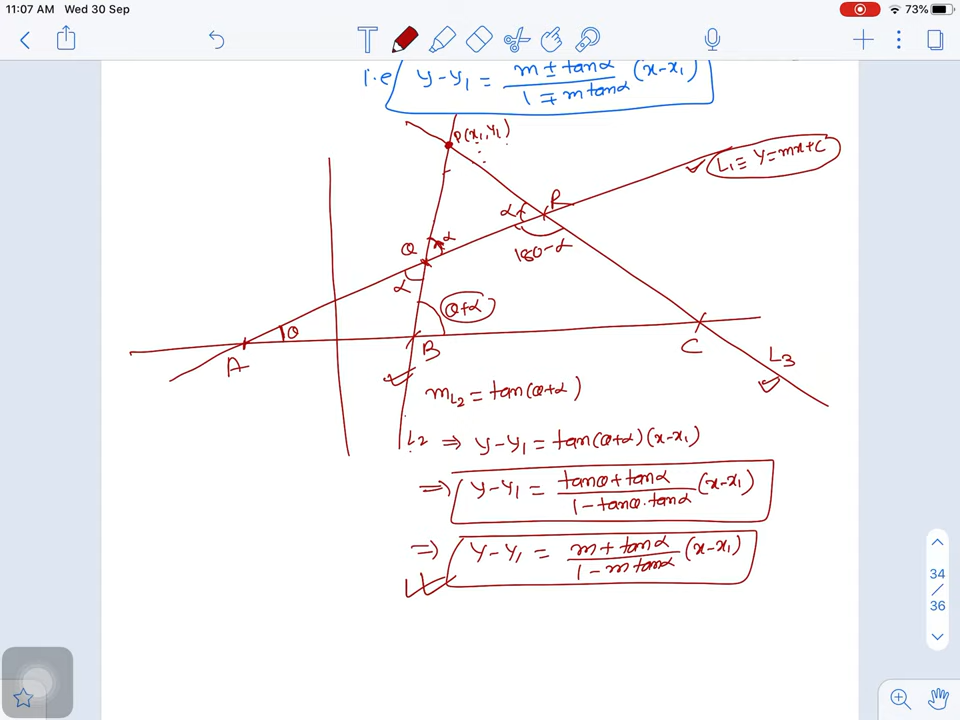 11:07 AM Wed 30 Sep
73%
T
i.e y-y₁ = (m ± tanα)/(1 ∓ m tanα) (x-x₁)
P(x₁,y₁)
L₁ ≡ y=mx+c
R
α
180-α
Q
α
α
θ+α
θ
A
B
C
L₃
m_L₂ = tan(θ+α)
L₂ ⇒ y-y₁ = tan(θ+α)(x-x₁)
⇒ y-y₁ = (tanθ+tanα)/(1-tanθ.tanα) (x-x₁)
⇒ y-y₁ = (m+tanα)/(1-m tanα) (x-x₁)
34
/
36